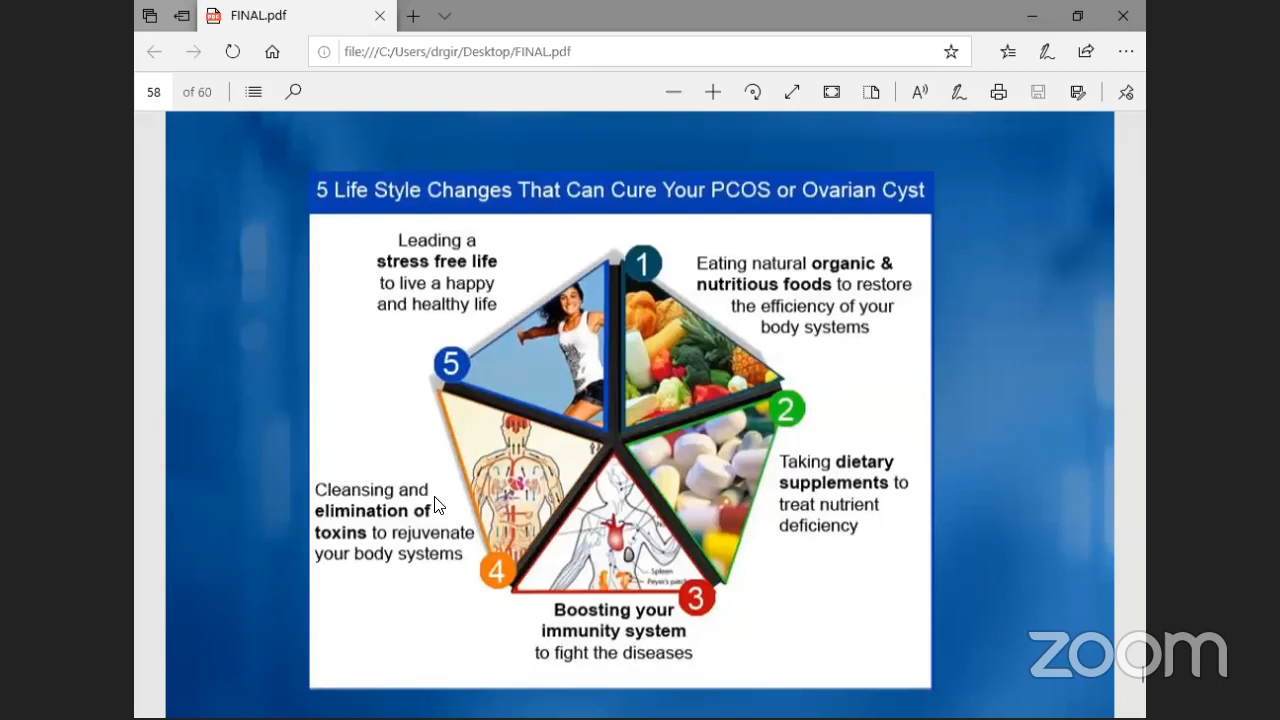 FINAL.pdf
file:///C:/Users/drgir/Desktop/FINAL.pdf
58 of 60
5 Life Style Changes That Can Cure Your PCOS or Ovarian Cyst
1
Eating natural organic &
nutritious foods to restore
the efficiency of your
body systems
2
Taking dietary
supplements to
treat nutrient
deficiency
3
Boosting your
immunity system
to fight the diseases
Spleen
Peyer's patch
4
Cleansing and
elimination of
toxins to rejuvenate
your body systems
5
Leading a
stress free life
to live a happy
and healthy life
zoom